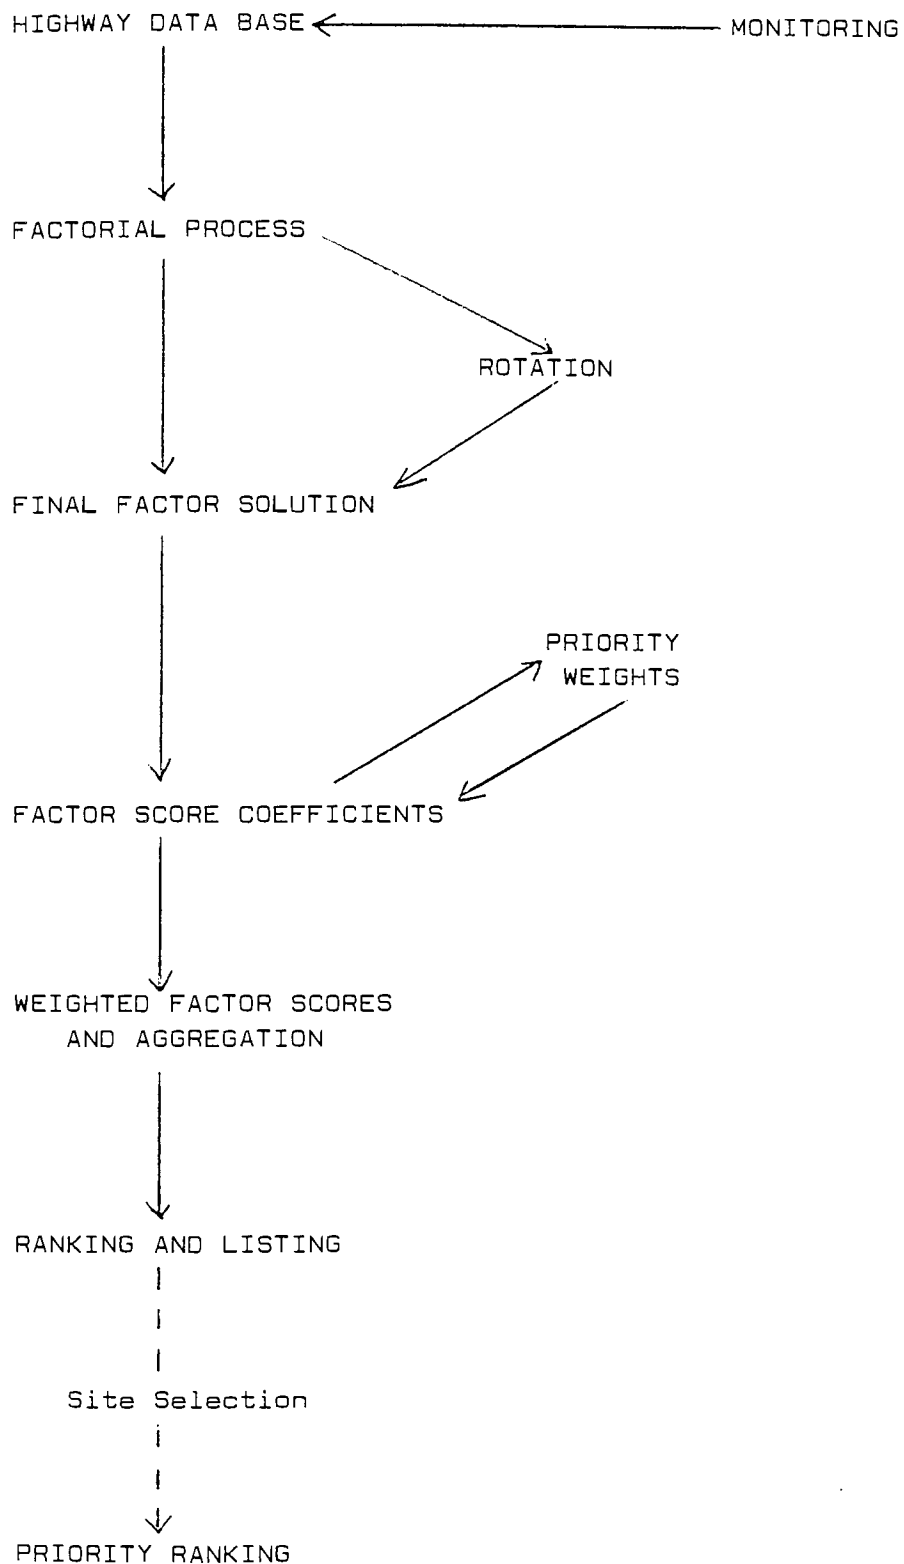 HIGHWAY DATA BASE
MONITORING
FACTORIAL PROCESS
ROTATION
FINAL FACTOR SOLUTION
PRIORITY
WEIGHTS
FACTOR SCORE COEFFICIENTS
WEIGHTED FACTOR SCORES
AND AGGREGATION
RANKING AND LISTING
Site Selection
PRIORITY RANKING